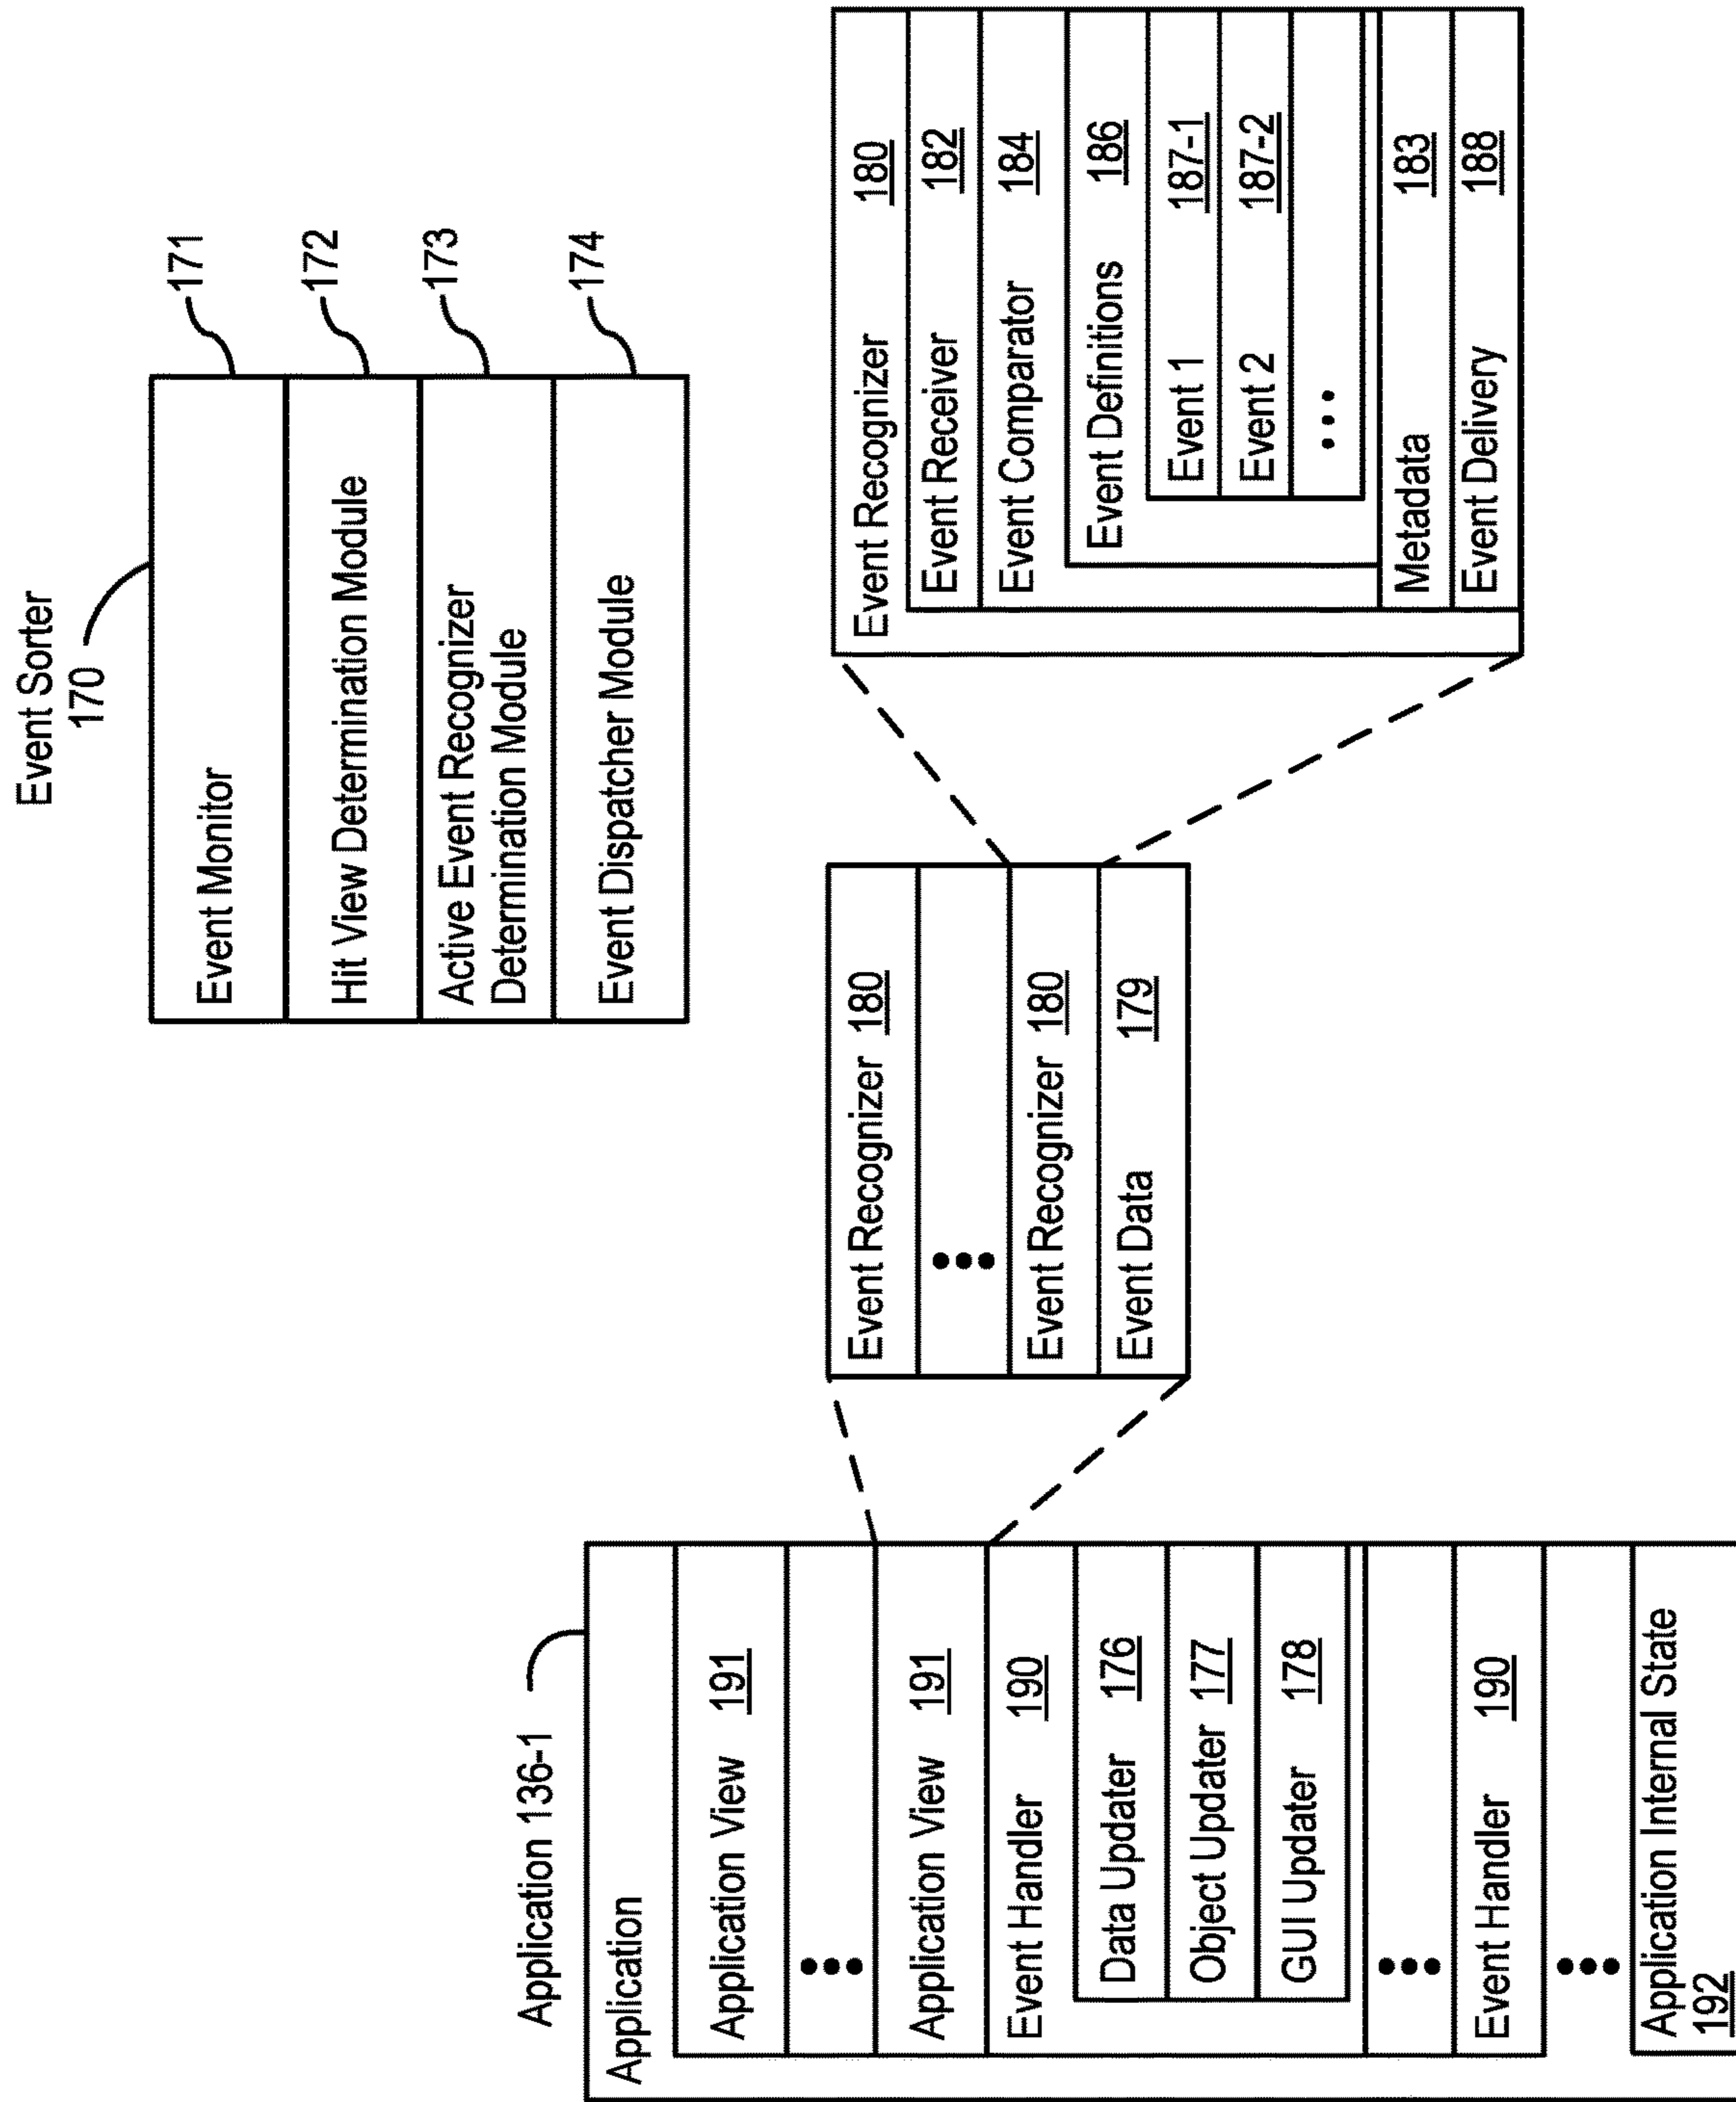 Event Sorter
170
Event Monitor
171
Hit View Determination Module
172
Active Event Recognizer
Determination Module
173
Event Dispatcher Module
174
Application 136-1
Application
Application View 191
•••
Application View 191
Event Handler 190
Data Updater 176
Object Updater 177
GUI Updater 178
•••
Event Handler 190
•••
Application Internal State
192
Event Recognizer 180
•••
Event Recognizer 180
Event Data 179
Event Recognizer 180
Event Receiver 182
Event Comparator 184
Event Definitions 186
Event 1 187-1
Event 2 187-2
•••
Metadata 183
Event Delivery 188